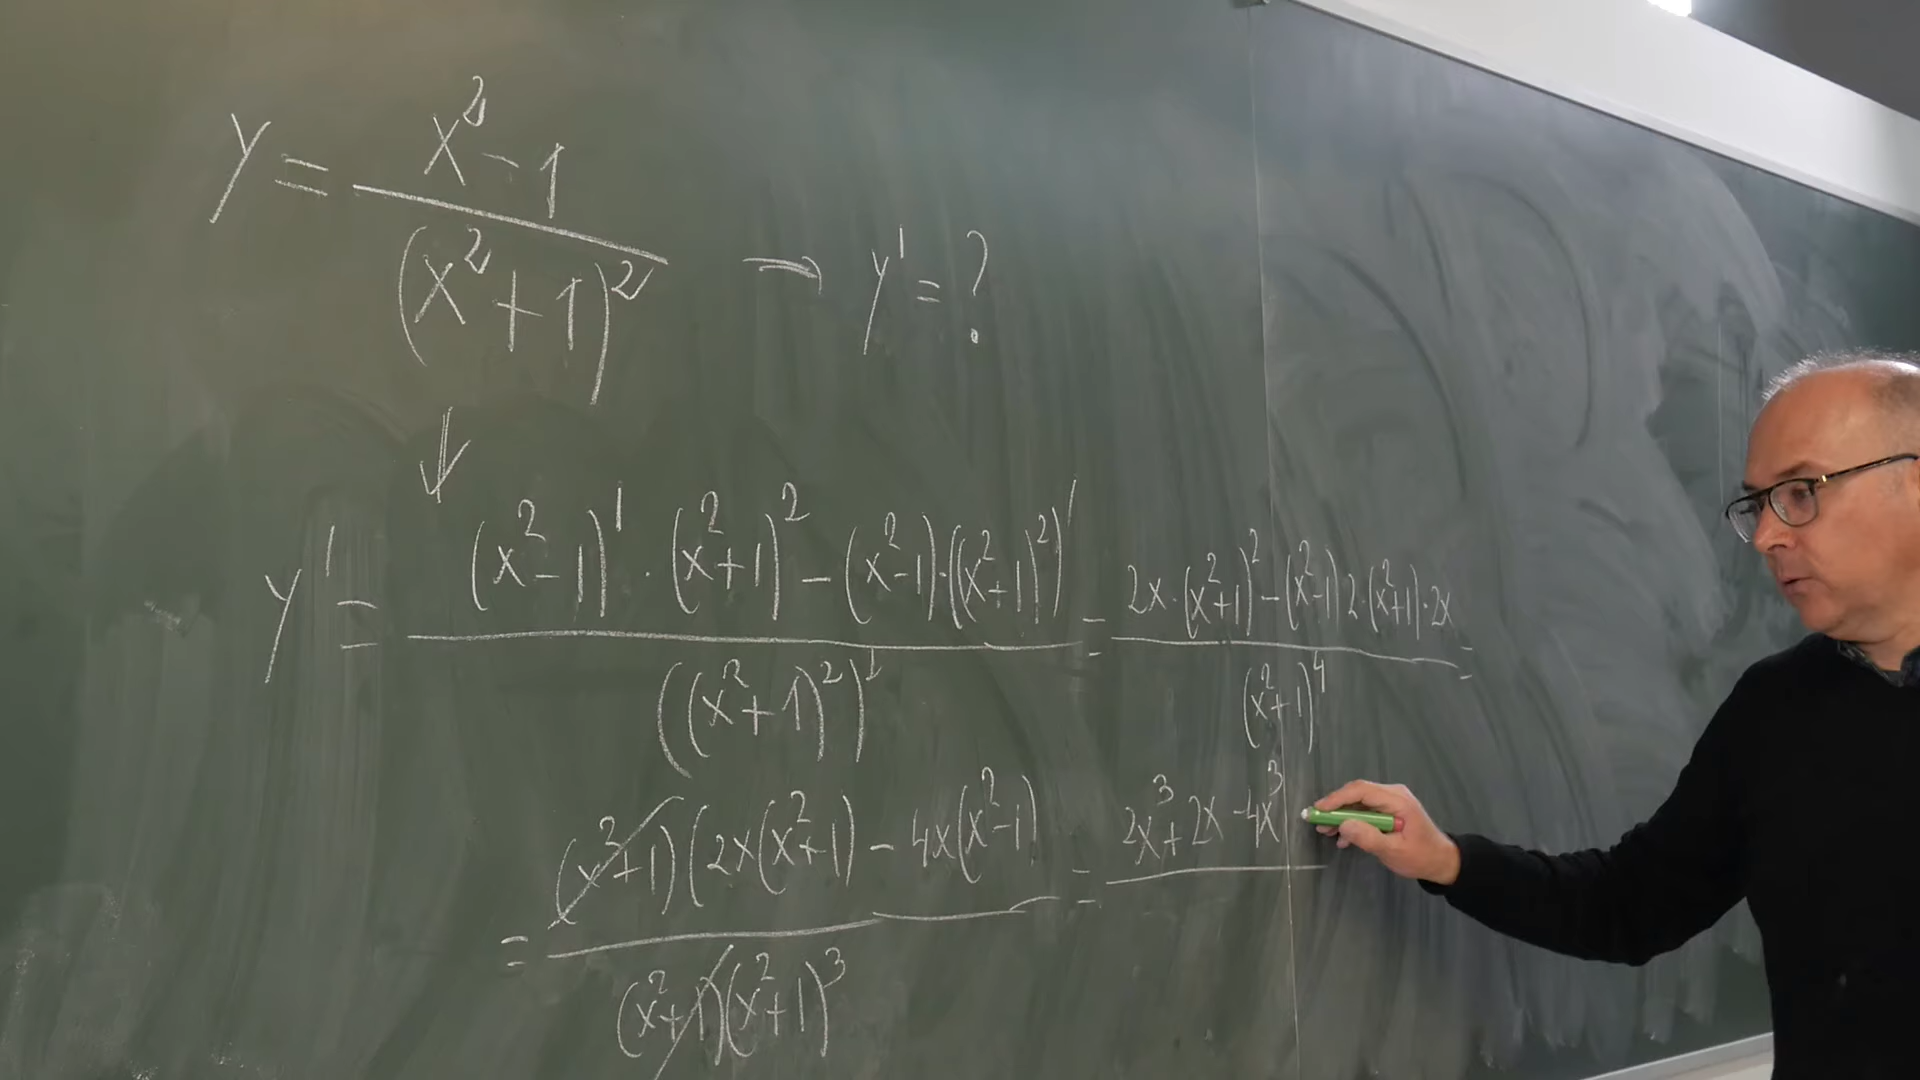 y = (x² - 1) / (x² + 1)² ⇒ y' = ?
↓
y' = ((x² - 1)' · (x² + 1)² - (x² - 1) · ((x² + 1)²)') / ((x² + 1)²)² = (2x · (x² + 1)² - (x² - 1) 2 · (x² + 1) · 2x) / (x² + 1)⁴ =
= ((x² + 1)(2x(x² + 1) - 4x(x² - 1)) / ((x² + 1)(x² + 1)³) = 2x³ + 2x - 4x³